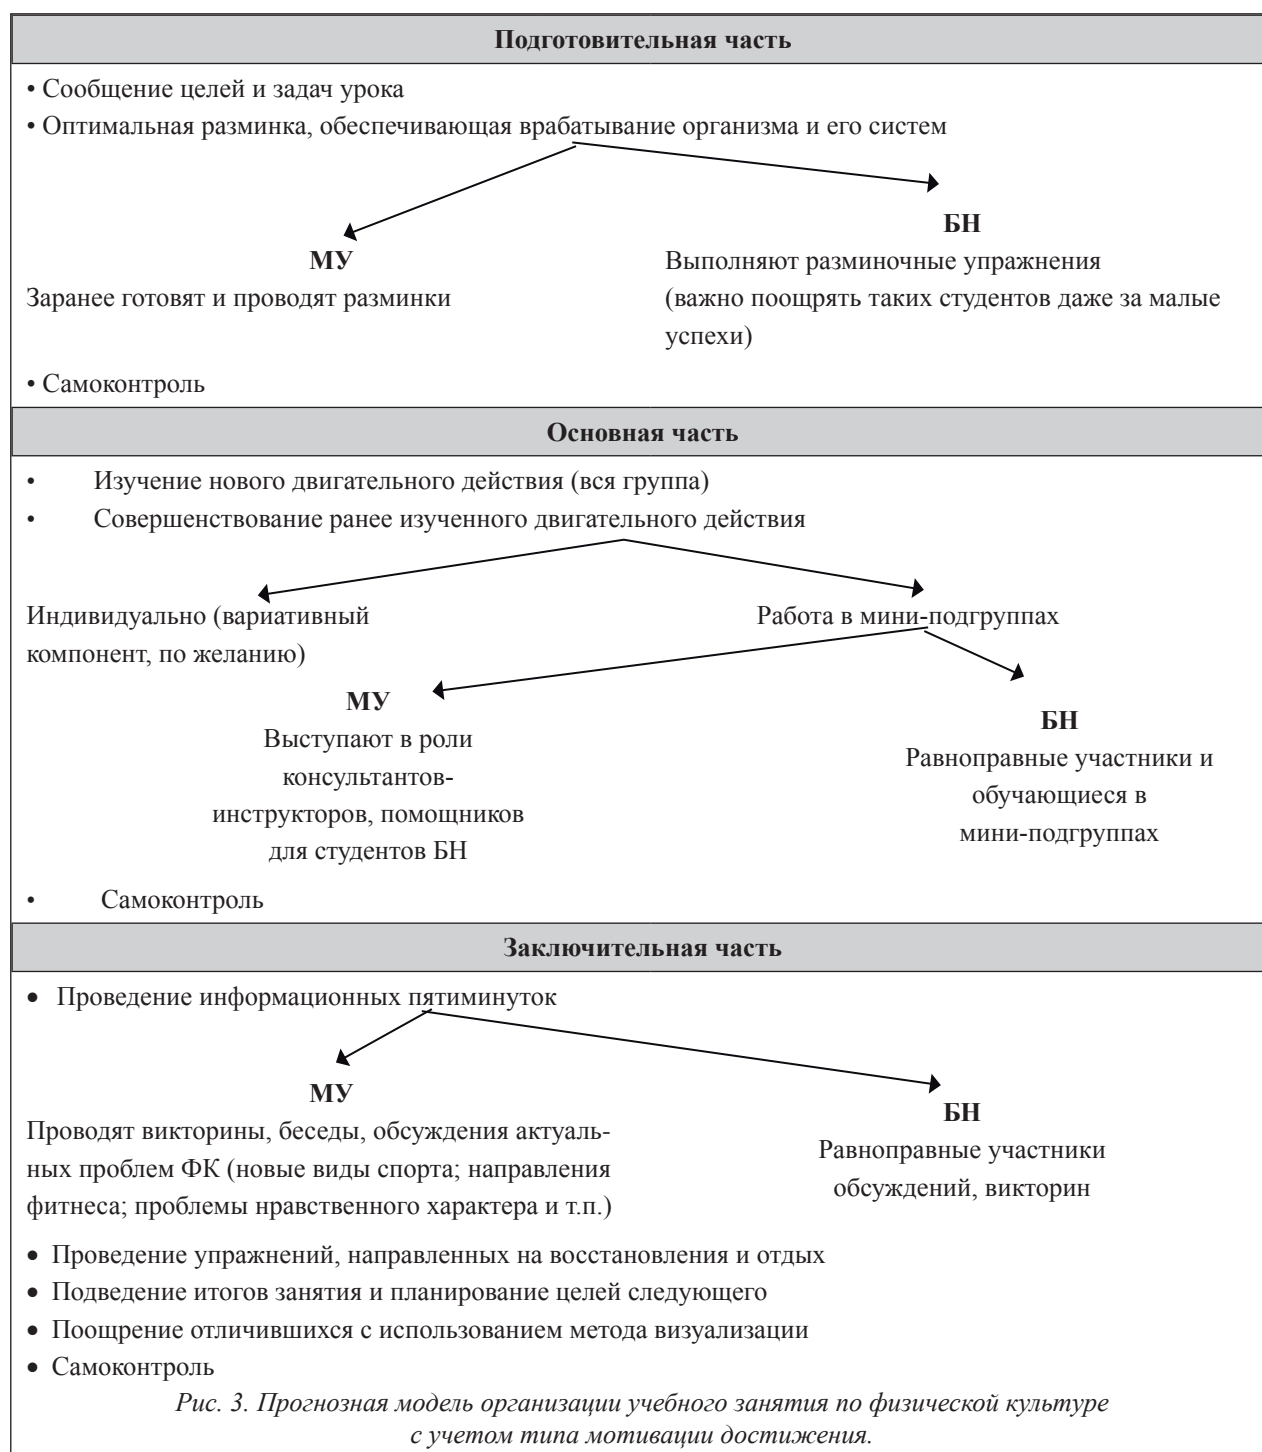 Подготовительная часть
• Сообщение целей и задач урока
• Оптимальная разминка, обеспечивающая врабатывание организма и его систем
МУ
Заранее готовят и проводят разминки
БН
Выполняют разминочные упражнения
(важно поощрять таких студентов даже за малые
успехи)
• Самоконтроль
Основная часть
• Изучение нового двигательного действия (вся группа)
• Совершенствование ранее изученного двигательного действия
Индивидуально (вариативный
компонент, по желанию)
Работа в мини-подгруппах
МУ
Выступают в роли
консультантов-
инструкторов, помощников
для студентов БН
БН
Равноправные участники и
обучающиеся в
мини-подгруппах
• Самоконтроль
Заключительная часть
• Проведение информационных пятиминуток
МУ
Проводят викторины, беседы, обсуждения актуаль-
ных проблем ФК (новые виды спорта; направления
фитнеса; проблемы нравственного характера и т.п.)
БН
Равноправные участники
обсуждений, викторин
• Проведение упражнений, направленных на восстановления и отдых
• Подведение итогов занятия и планирование целей следующего
• Поощрение отличившихся с использованием метода визуализации
• Самоконтроль
Рис. 3. Прогнозная модель организации учебного занятия по физической культуре
с учетом типа мотивации достижения.